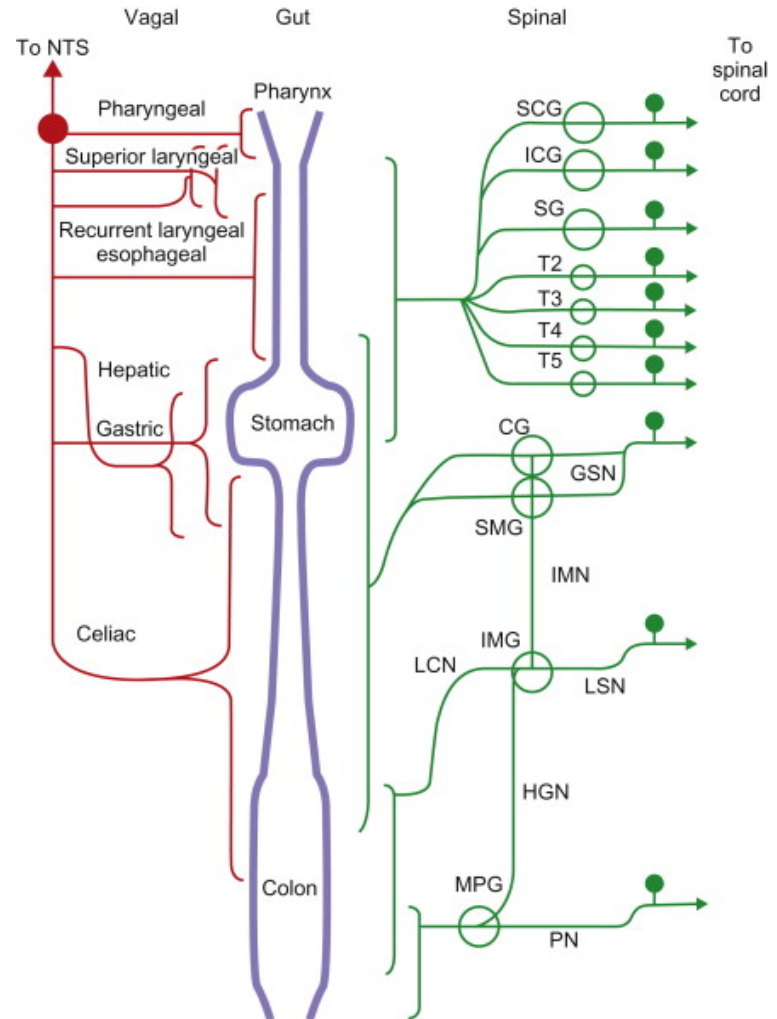 Vagal
Gut
Spinal
To NTS
To
spinal
cord
Pharynx
Pharyngeal
Superior laryngeal
Recurrent laryngeal
esophageal
Hepatic
Gastric
Stomach
Celiac
Colon
SCG
ICG
SG
T2
T3
T4
T5
CG
GSN
SMG
IMN
IMG
LCN
LSN
HGN
MPG
PN